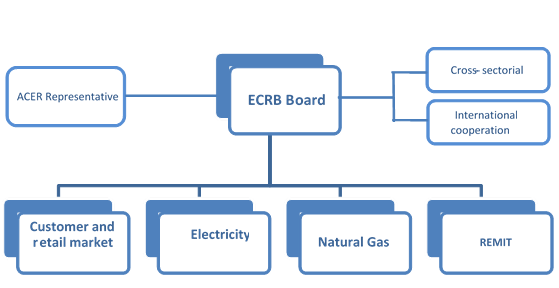 ACER Representative
ECRB Board
Cross- sectorial
International
cooperation
Customer and
retail market
Electricity
Natural Gas
REMIT